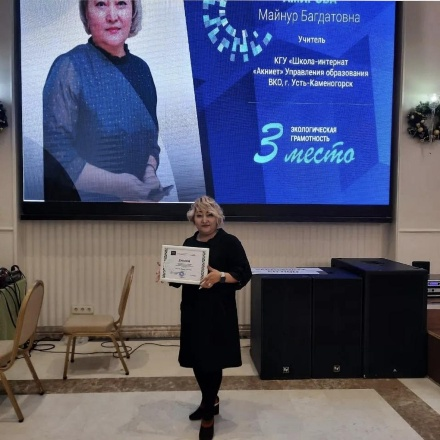 Майнур Багдатовна
Учитель
КГУ «Школа-интернат
«Акниет» Управления образования
ВКО, г. Усть-Каменогорск
3 ЭКОЛОГИЧЕСКАЯ
ГРАМОТНОСТЬ
место